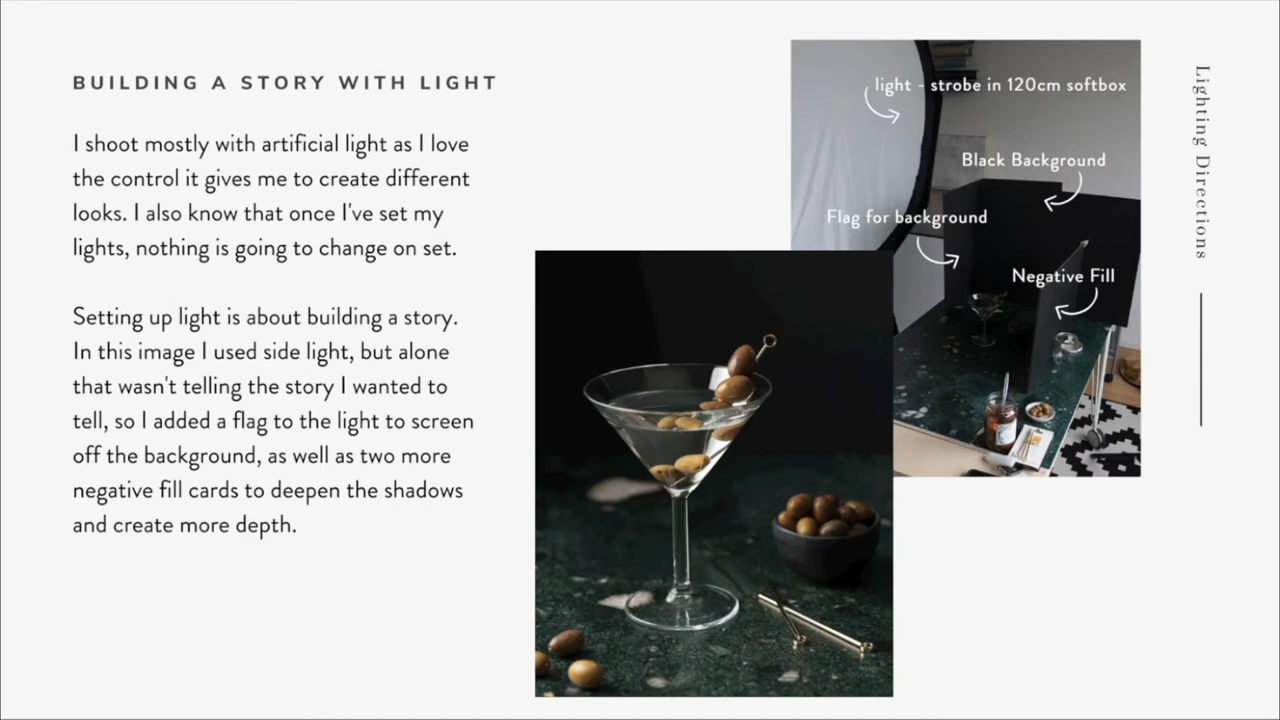 BUILDING A STORY WITH LIGHT
I shoot mostly with artificial light as I love
the control it gives me to create different
looks. I also know that once I've set my
lights, nothing is going to change on set.
Setting up light is about building a story.
In this image I used side light, but alone
that wasn't telling the story I wanted to
tell, so I added a flag to the light to screen
off the background, as well as two more
negative fill cards to deepen the shadows
and create more depth.
light - strobe in 120cm softbox
Black Background
Flag for background
Negative Fill
Lighting Directions